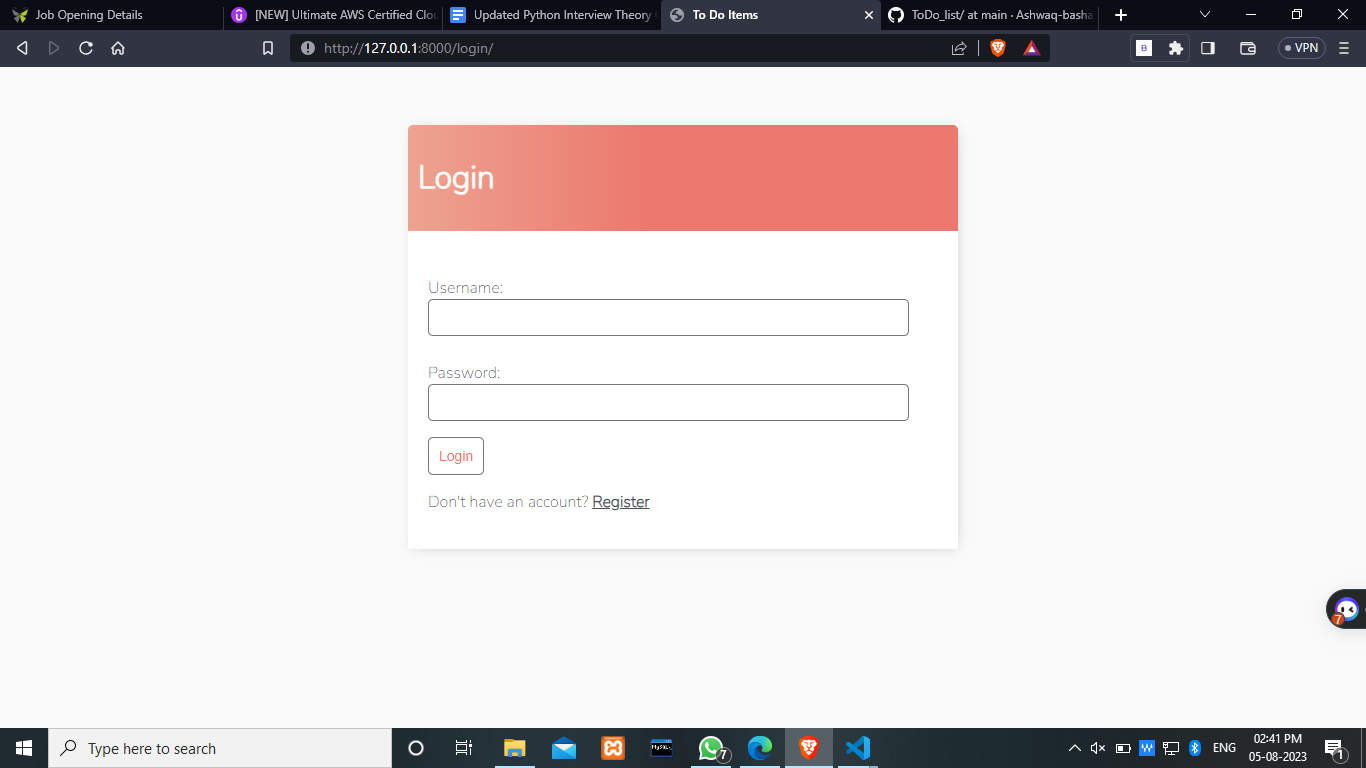 Job Opening Details
[NEW] Ultimate AWS Certified Clou
Updated Python Interview Theory
To Do Items
ToDo_list/ at main · Ashwaq-basha
http://127.0.0.1:8000/login/
B
VPN
Login
Username:
Password:
Login
Don't have an account? Register
7
Type here to search
MySQL
7
W
ENG
02:41 PM
05-08-2023
1